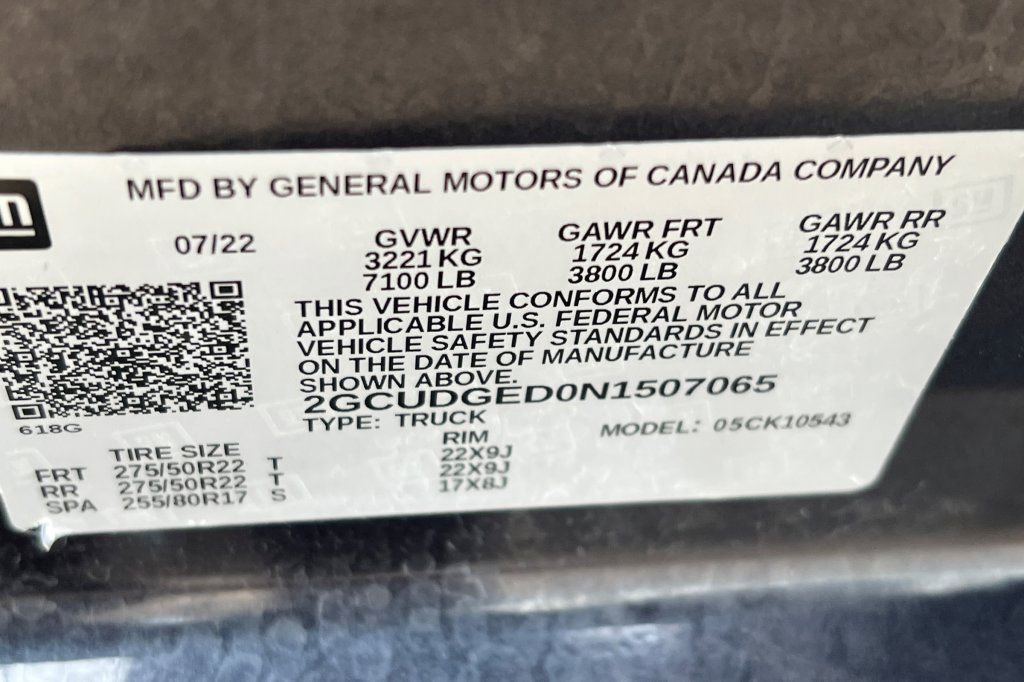 MFD BY GENERAL MOTORS OF CANADA COMPANY
07/22
GVWR
3221 KG
7100 LB
GAWR FRT
1724 KG
3800 LB
GAWR RR
1724 KG
3800 LB
THIS VEHICLE CONFORMS TO ALL
APPLICABLE U.S. FEDERAL MOTOR
VEHICLE SAFETY STANDARDS IN EFFECT
ON THE DATE OF MANUFACTURE
SHOWN ABOVE.
2GCUDGED0N1507065
TYPE: TRUCK
MODEL: 05CK10543
618G
TIRE SIZE RIM
FRT 275/50R22 T 22X9J
RR 275/50R22 T 22X9J
SPA 255/80R17 S 17X8J